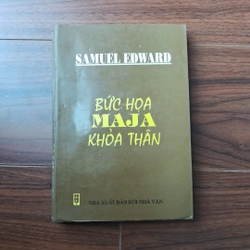 SAMUEL EDWARD
BỨC HỌA
MAJA
KHỎA THÂN
NHÀ XUẤT BẢN HỘI NHÀ VĂN